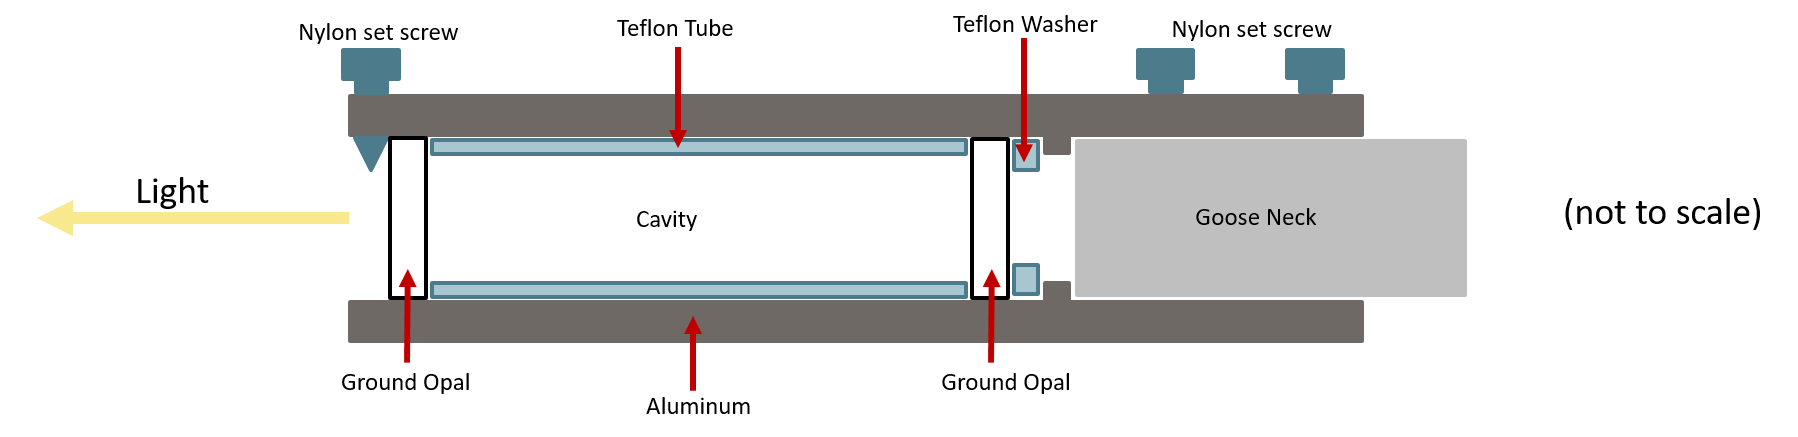 Nylon set screw
Teflon Tube
Teflon Washer
Nylon set screw
Light
Cavity
Goose Neck
(not to scale)
Ground Opal
Aluminum
Ground Opal